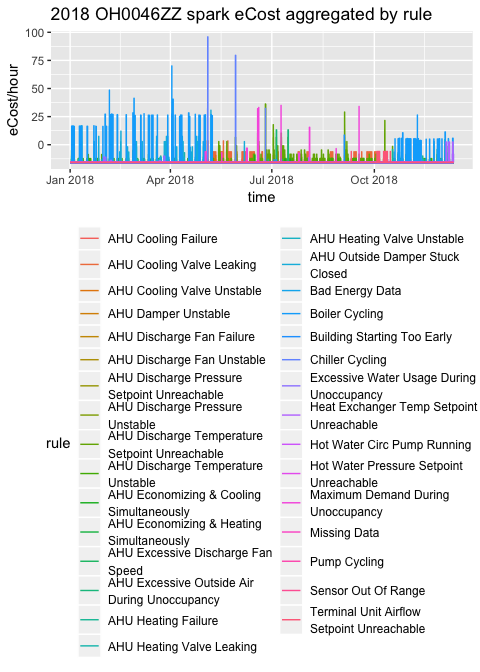 2018 OH0046ZZ spark eCost aggregated by rule
100
75
50
25
0
eCost/hour
Jan 2018
Apr 2018
Jul 2018
Oct 2018
time
rule
AHU Cooling Failure
AHU Cooling Valve Leaking
AHU Cooling Valve Unstable
AHU Damper Unstable
AHU Discharge Fan Failure
AHU Discharge Fan Unstable
AHU Discharge Pressure
Setpoint Unreachable
AHU Discharge Pressure
Unstable
AHU Discharge Temperature
Setpoint Unreachable
AHU Discharge Temperature
Unstable
AHU Economizing & Cooling
Simultaneously
AHU Economizing & Heating
Simultaneously
AHU Excessive Discharge Fan
Speed
AHU Excessive Outside Air
During Unoccupancy
AHU Heating Failure
AHU Heating Valve Leaking
AHU Heating Valve Unstable
AHU Outside Damper Stuck
Closed
Bad Energy Data
Boiler Cycling
Building Starting Too Early
Chiller Cycling
Excessive Water Usage During
Unoccupancy
Heat Exchanger Temp Setpoint
Unreachable
Hot Water Circ Pump Running
Hot Water Pressure Setpoint
Unreachable
Maximum Demand During
Unoccupancy
Missing Data
Pump Cycling
Sensor Out Of Range
Terminal Unit Airflow
Setpoint Unreachable